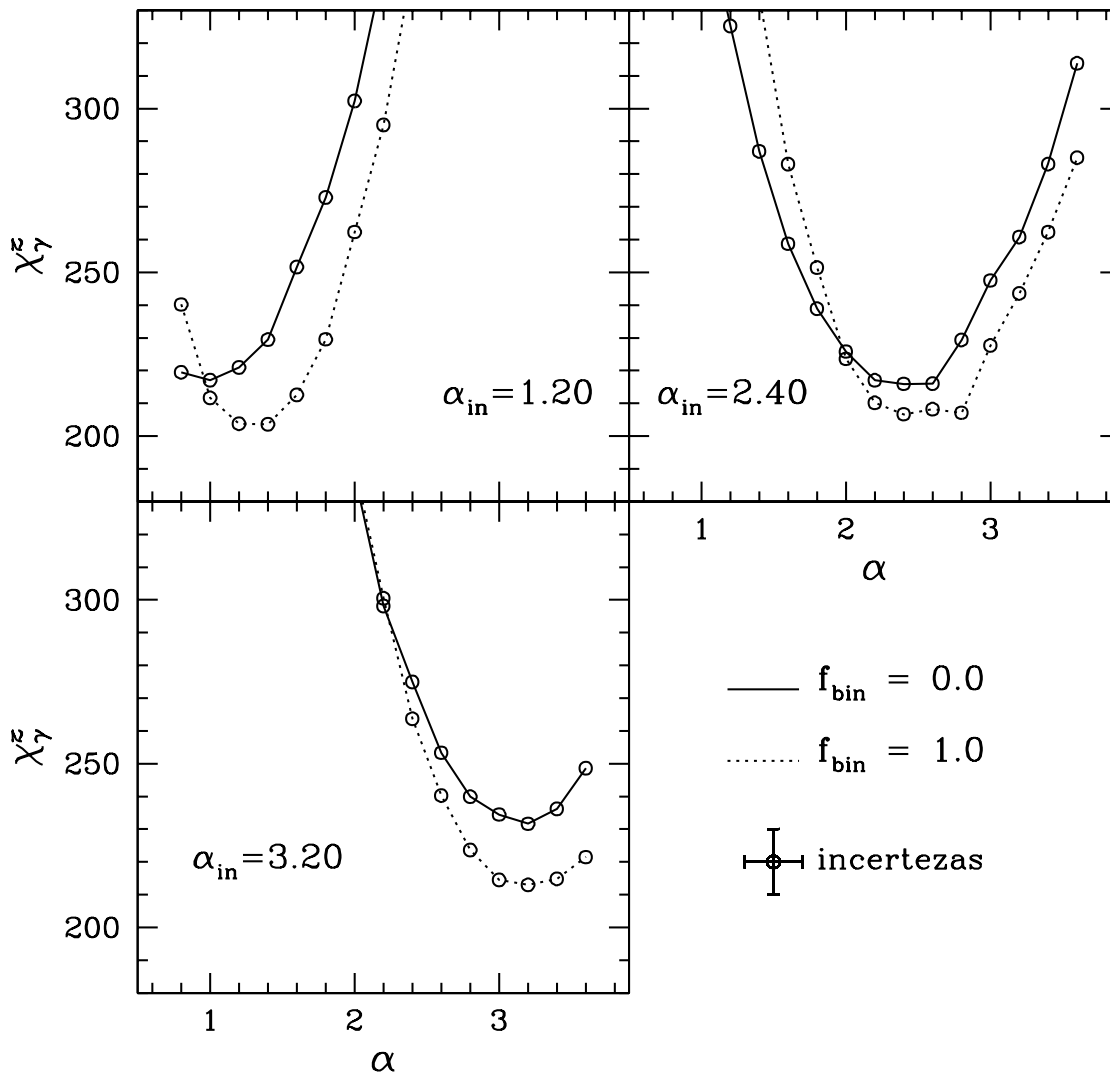 300
250
200
χ²γ
α_in=1.20
α_in=2.40
1 2 3
α
300
250
200
χ²γ
α_in=3.20
1 2 3
α
f_bin = 0.0
f_bin = 1.0
incertezas